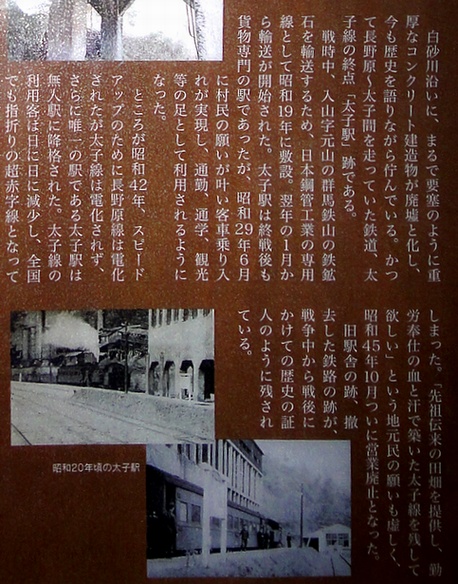 白砂川沿いに、まるで要塞のように重
厚なコンクリート建造物が廃墟と化し、
今も歴史を語りながら佇んでいる。かつ
て長野原〜太子間を走っていた鉄道、太
子線の終点「太子駅」跡である。
戦時中、入山字元山の群馬鉄山の鉄鉱
石を輸送するため、日本鋼管工業の専用
線として昭和19年に敷設。翌年の1月か
ら輸送が開始された。太子駅は終戦後も
貨物専門の駅であったが、昭和29年6月
に村民の願いが叶い客車乗り入
れが実現し、通勤、通学、観光
等の足として利用されるように
なった。
ところが昭和42年、スピード
アップのために長野原線は電化
されたが太子線は電化されず、
さらに唯一の駅である太子駅は
無人駅に降格された。太子線の
利用客は日に日に減少し、全国
でも指折りの超赤字線となって
しまった。「先祖伝来の田畑を提供し、勤
労奉仕の血と汗で築いた太子線を残して
欲しい」という地元民の願いも虚しく、
昭和45年10月ついに営業廃止となった。
旧駅舎の跡、撤
去した鉄路の跡が、
戦争中から戦後に
かけての歴史の証
人のように残され
ている。
昭和20年頃の太子駅